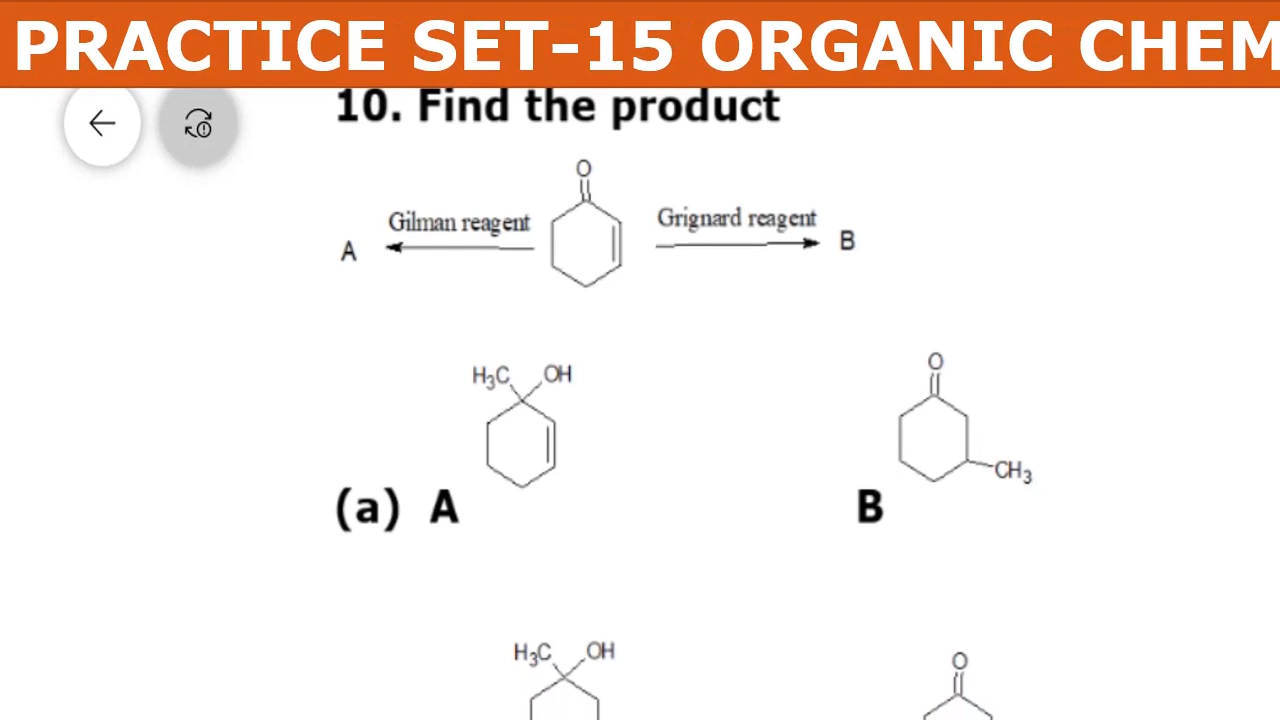 PRACTICE SET-15 ORGANIC CHEM
10. Find the product
O
Gilman reagent
Grignard reagent
A
B
H3C OH
O
CH3
(a) A
B
H3C OH
O